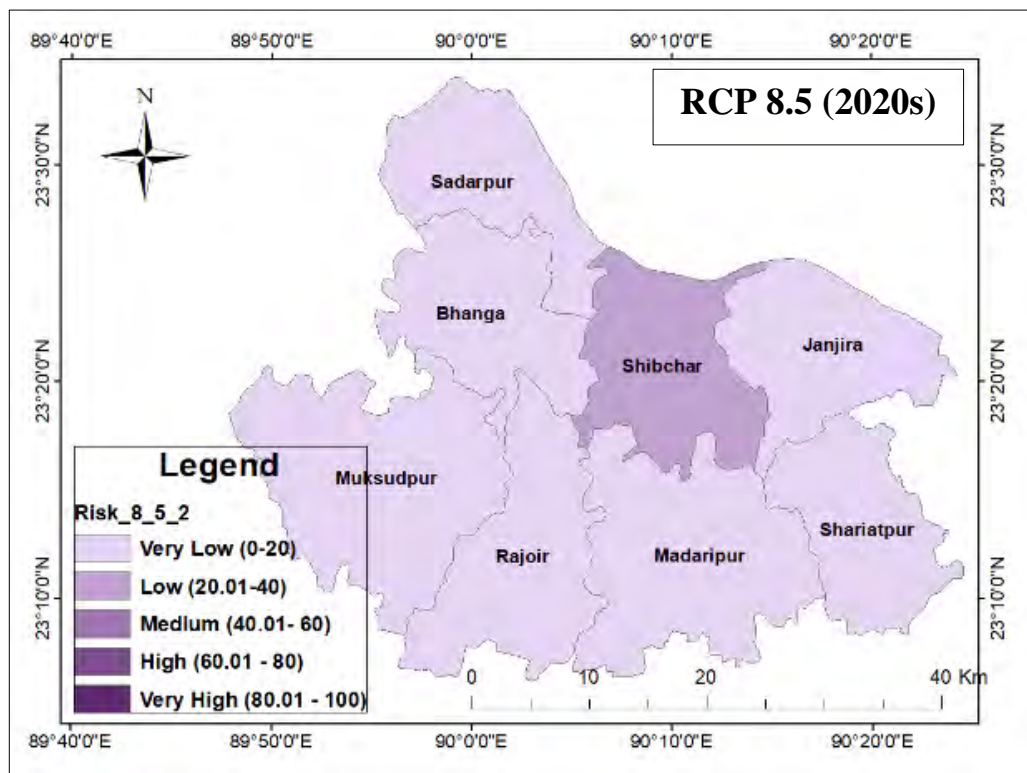 89°40'0"E 89°50'0"E 90°0'0"E 90°10'0"E 90°20'0"E
N
RCP 8.5 (2020s)
23°30'0"N 23°30'0"N
Sadarpur
Bhanga
Janjira
Shibchar
23°20'0"N 23°20'0"N
Legend
Muksudpur
Risk_8_5_2
Shariatpur
Very Low (0-20)
Rajoir
Madaripur
Low (20.01-40)
23°10'0"N 23°10'0"N
Medium (40.01- 60)
High (60.01 - 80)
0 10 20 40 Km
Very High (80.01 - 100)
89°40'0"E 89°50'0"E 90°0'0"E 90°10'0"E 90°20'0"E